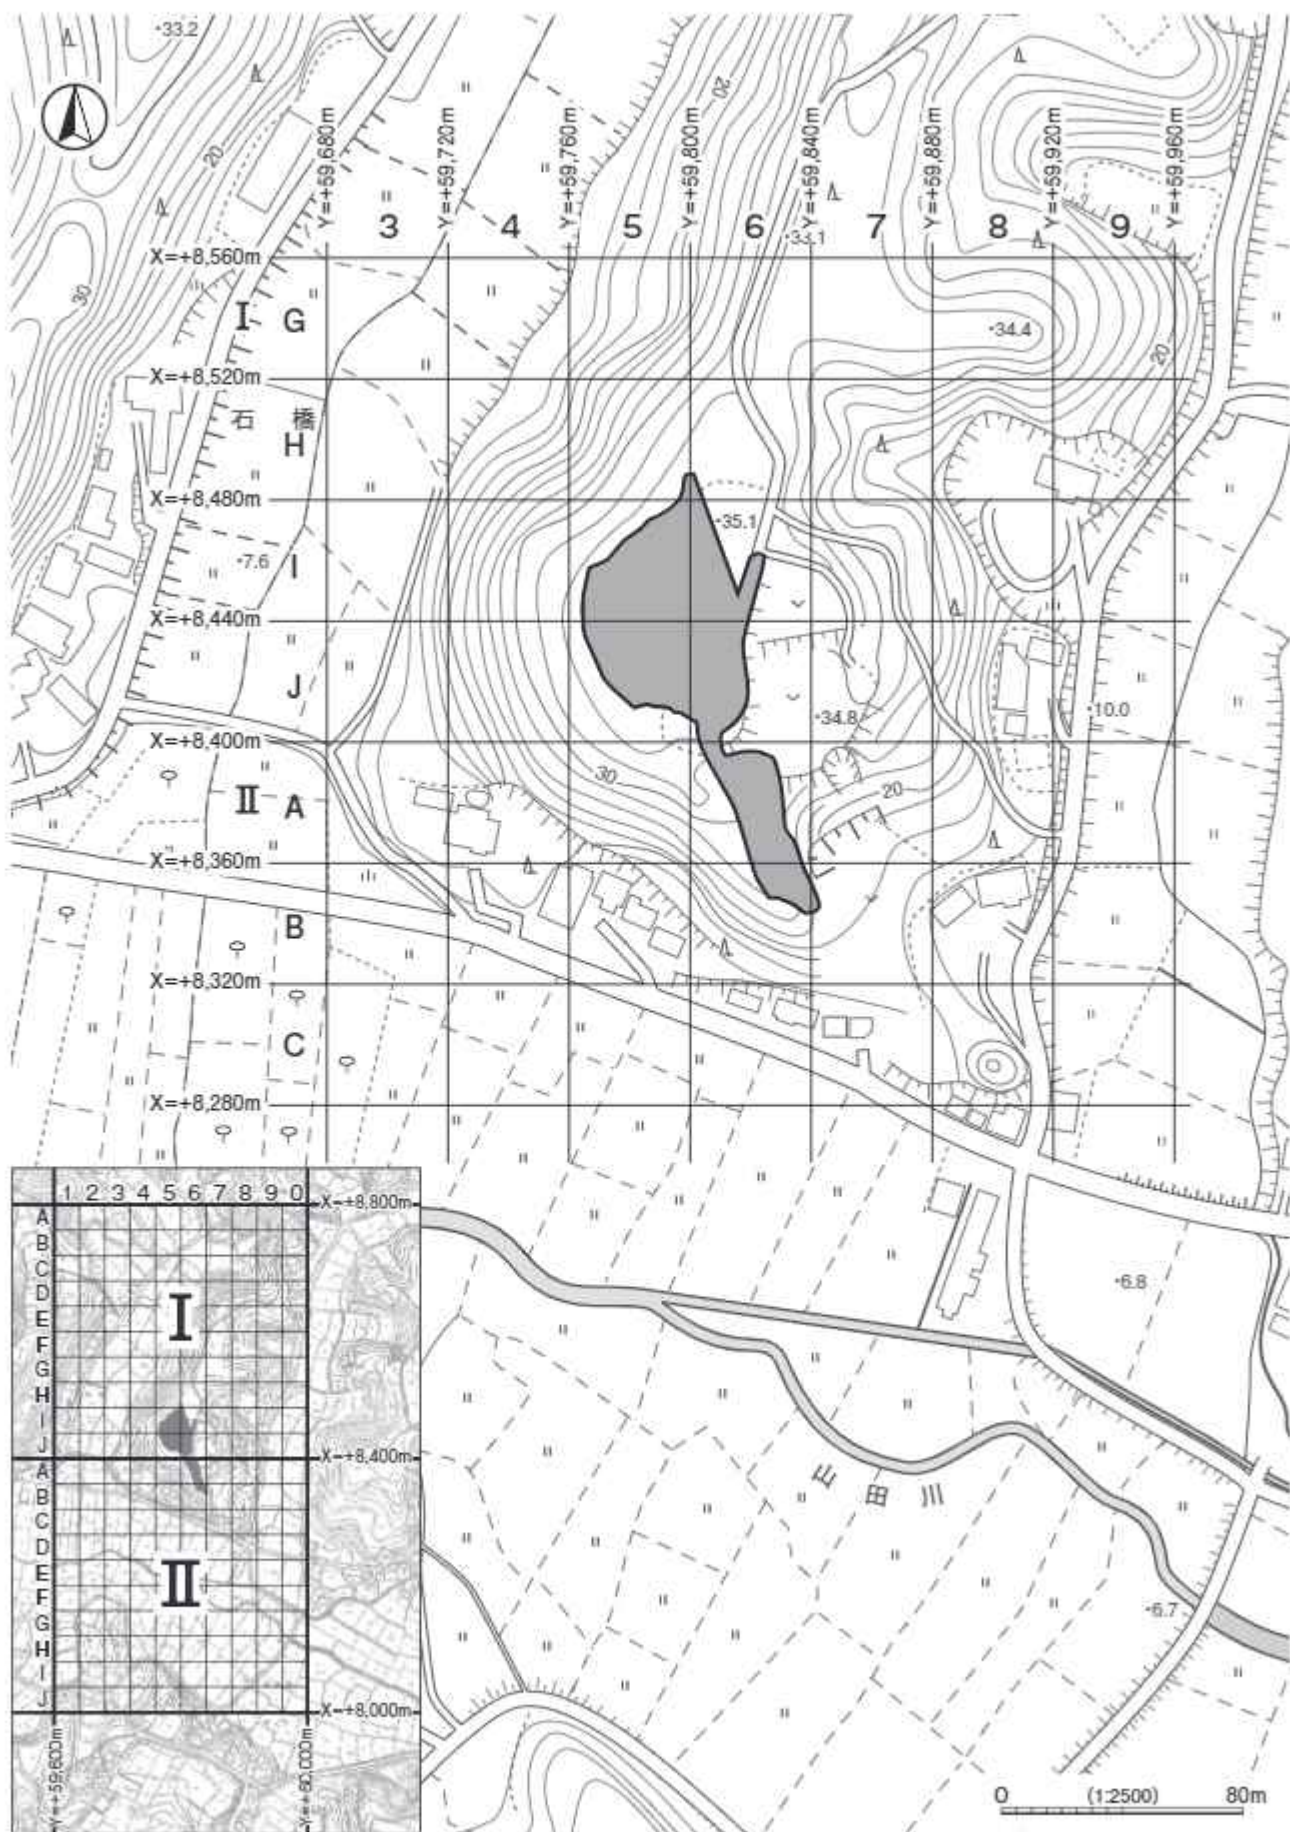 33.2
20
Y=+59,680m
Y=+59,720m
Y=+59,760m
Y=+59,800m
Y=+59,840m
Y=+59,880m
Y=+59,920m
Y=+59,960m
20
3 4 5 6 7 8 9
33.1
X=+8,560m
30
I G
34.4
20
X=+8,520m
石橋
H
X=+8,480m
35.1
7.6
I
X=+8,440m
J
34.8
10.0
X=+8,400m
30
20
II A
X=+8,360m
B
X=+8,320m
C
X=+8,280m
1 2 3 4 5 6 7 8 9 0
X=+8,800m
A
B
C
D
E
F
G
H
I
J
I
X=+8,400m
A
B
C
D
E
F
G
H
I
J
II
X=+8,000m
Y=+59,600m
Y=+60,000m
6.8
山田川
6.7
0 (1:2500) 80m